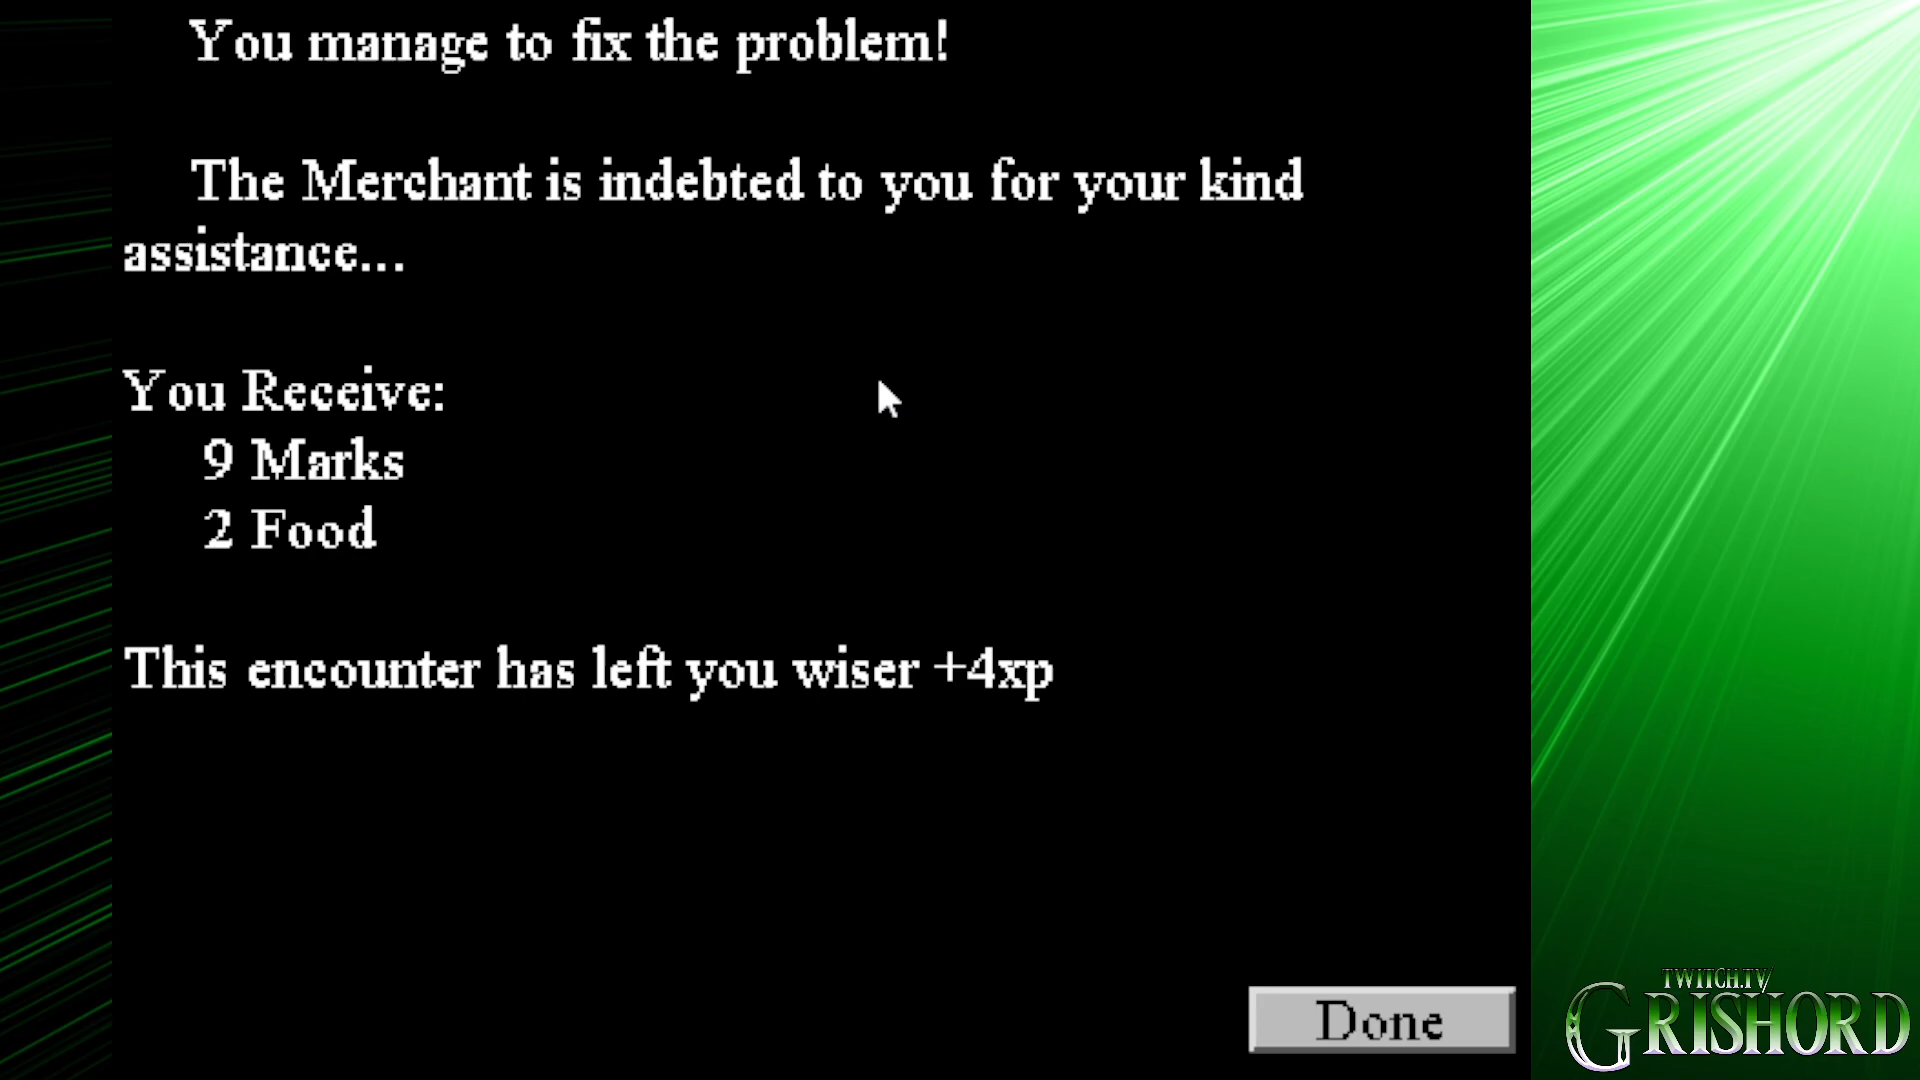 You manage to fix the problem!
The Merchant is indebted to you for your kind
assistance...
You Receive:
9 Marks
2 Food
This encounter has left you wiser +4xp
Done
TWITCH.TV/
GRISHORD